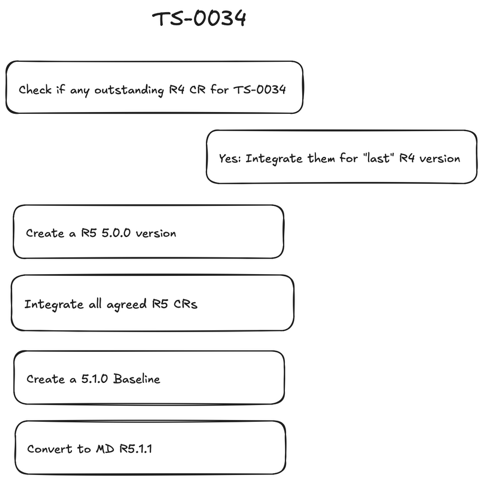 TS-0034
Check if any outstanding R4 CR for TS-0034
Yes: Integrate them for "last" R4 version
Create a R5 5.0.0 version
Integrate all agreed R5 CRs
Create a 5.1.0 Baseline
Convert to MD R5.1.1